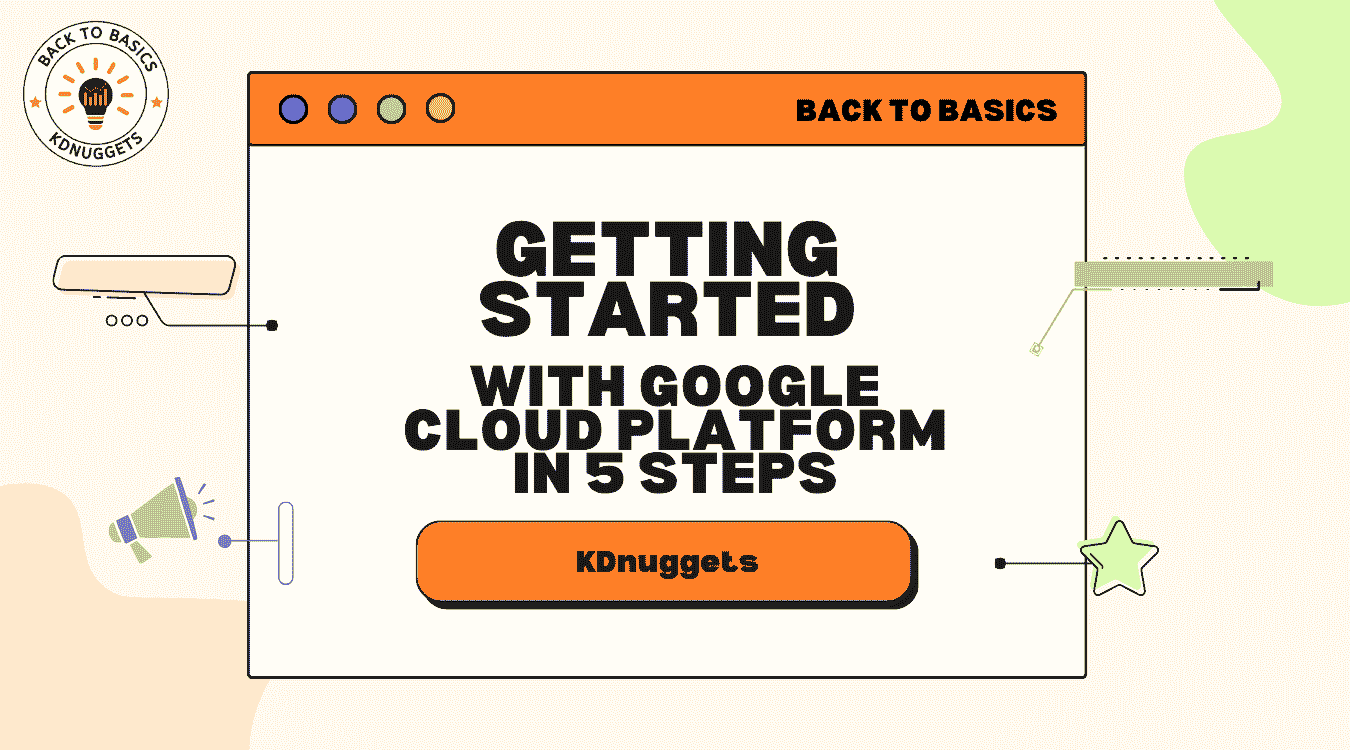 BACK TO BASICS
KDNUGGETS
BACK TO BASICS
GETTING
STARTED
WITH GOOGLE
CLOUD PLATFORM
IN 5 STEPS
KDnuggets